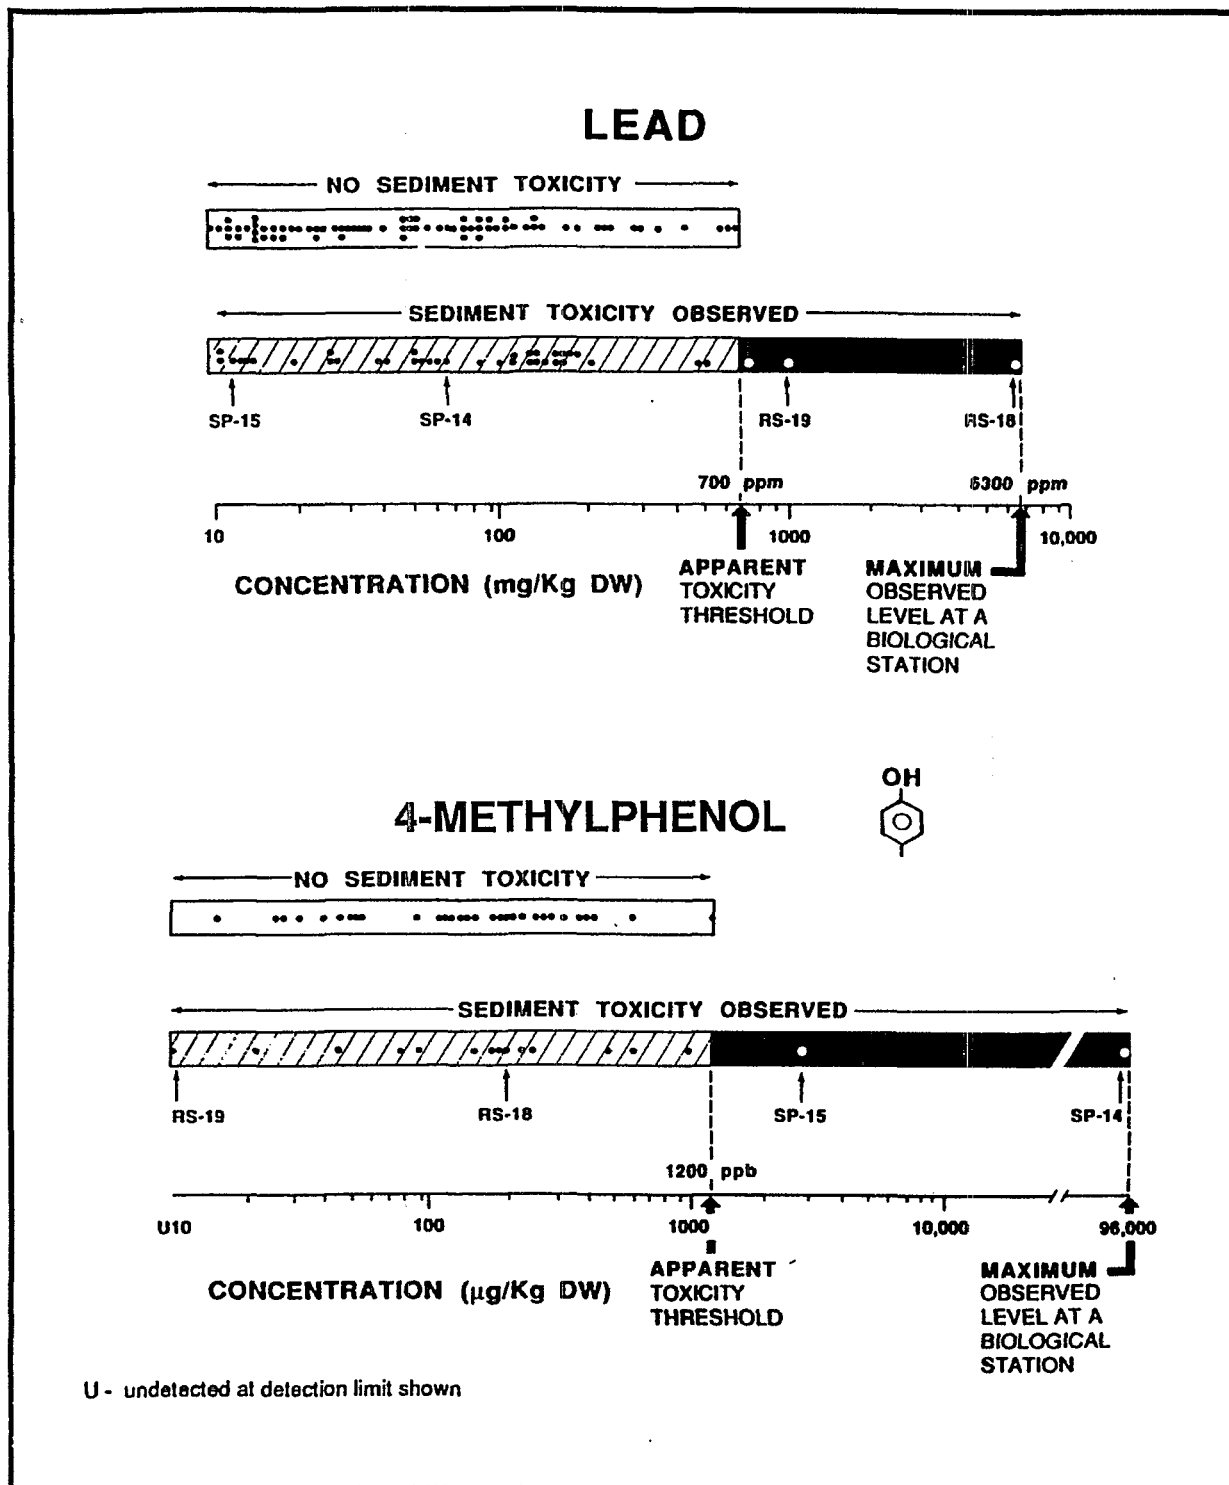 LEAD
NO SEDIMENT TOXICITY
SEDIMENT TOXICITY OBSERVED
SP-15 SP-14 RS-19 RS-18
700 ppm 6300 ppm
10 100 1000 10,000
CONCENTRATION (mg/Kg DW)
APPARENT
TOXICITY
THRESHOLD
MAXIMUM
OBSERVED
LEVEL AT A
BIOLOGICAL
STATION
4-METHYLPHENOL
OH
NO SEDIMENT TOXICITY
SEDIMENT TOXICITY OBSERVED
RS-19 RS-18 SP-15 SP-14
1200 ppb
U10 100 1000 10,000 96,000
CONCENTRATION (µg/Kg DW)
APPARENT
TOXICITY
THRESHOLD
MAXIMUM
OBSERVED
LEVEL AT A
BIOLOGICAL
STATION
U - undetected at detection limit shown